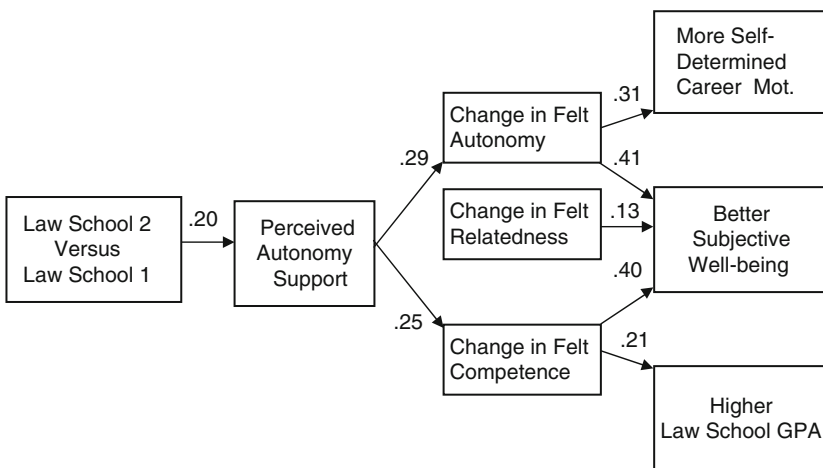 Law School 2
Versus
Law School 1
.20
Perceived
Autonomy
Support
.29
.25
Change in Felt
Autonomy
Change in Felt
Relatedness
Change in Felt
Competence
.31
.41
.13
.40
.21
More Self-
Determined
Career Mot.
Better
Subjective
Well-being
Higher
Law School GPA